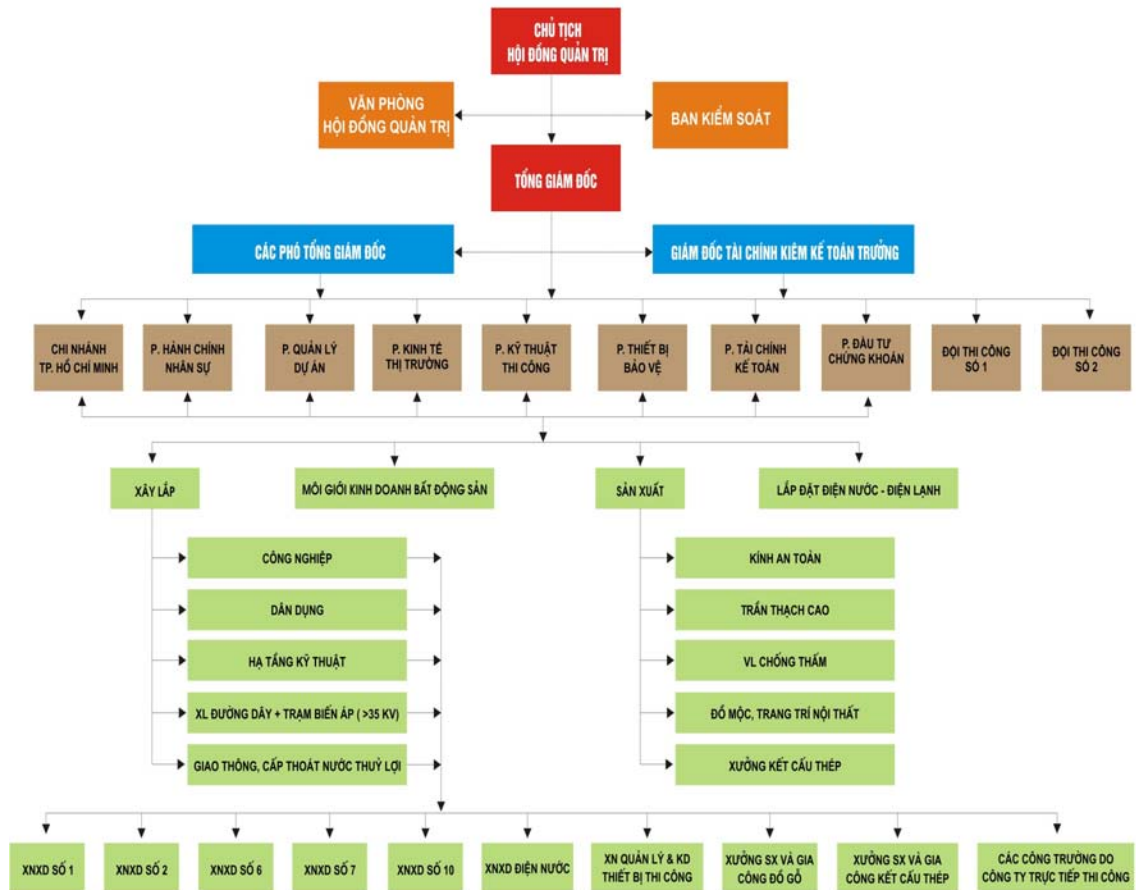 CHỦ TỊCH
HỘI ĐỒNG QUẢN TRỊ
VĂN PHÒNG
HỘI ĐỒNG QUẢN TRỊ
BAN KIỂM SOÁT
TỔNG GIÁM ĐỐC
CÁC PHÓ TỔNG GIÁM ĐỐC
GIÁM ĐỐC TÀI CHÍNH KIÊM KẾ TOÁN TRƯỞNG
CHI NHÁNH
TP. HỒ CHÍ MINH
P. HÀNH CHÍNH
NHÂN SỰ
P. QUẢN LÝ
DỰ ÁN
P. KINH TẾ
THỊ TRƯỜNG
P. KỸ THUẬT
THI CÔNG
P. THIẾT BỊ
BẢO VỆ
P. TẢI CHÍNH
KẾ TOÁN
P. ĐẦU TƯ
CHỨNG KHOÁN
ĐỘI THI CÔNG
SỐ 1
ĐỘI THI CÔNG
SỐ 2
XÂY LẮP
MÔI GIỚI KINH DOANH BẤT ĐỘNG SẢN
SẢN XUẤT
LẮP ĐẶT ĐIỆN NƯỚC - ĐIỆN LẠNH
CÔNG NGHIỆP
DÂN DỤNG
HẠ TẦNG KỸ THUẬT
XL ĐƯỜNG DÂY + TRẠM BIẾN ÁP ( >35 KV)
GIAO THÔNG, CẤP THOÁT NƯỚC THUỶ LỢI
KÍNH AN TOÀN
TRẦN THẠCH CAO
VL CHỐNG THẤM
ĐỒ MỘC, TRANG TRÍ NỘI THẤT
XƯỞNG KẾT CẤU THÉP
XNXD SỐ 1
XNXD SỐ 2
XNXD SỐ 6
XNXD SỐ 7
XNXD SỐ 10
XNXD ĐIỆN NƯỚC
XN QUẢN LÝ & KD
THIẾT BỊ THI CÔNG
XƯỞNG SX VÀ GIA
CÔNG ĐỒ GỖ
XƯỞNG SX VÀ GIA
CÔNG KẾT CẤU THÉP
CÁC CÔNG TRƯỜNG DO
CÔNG TY TRỰC TIẾP THI CÔNG